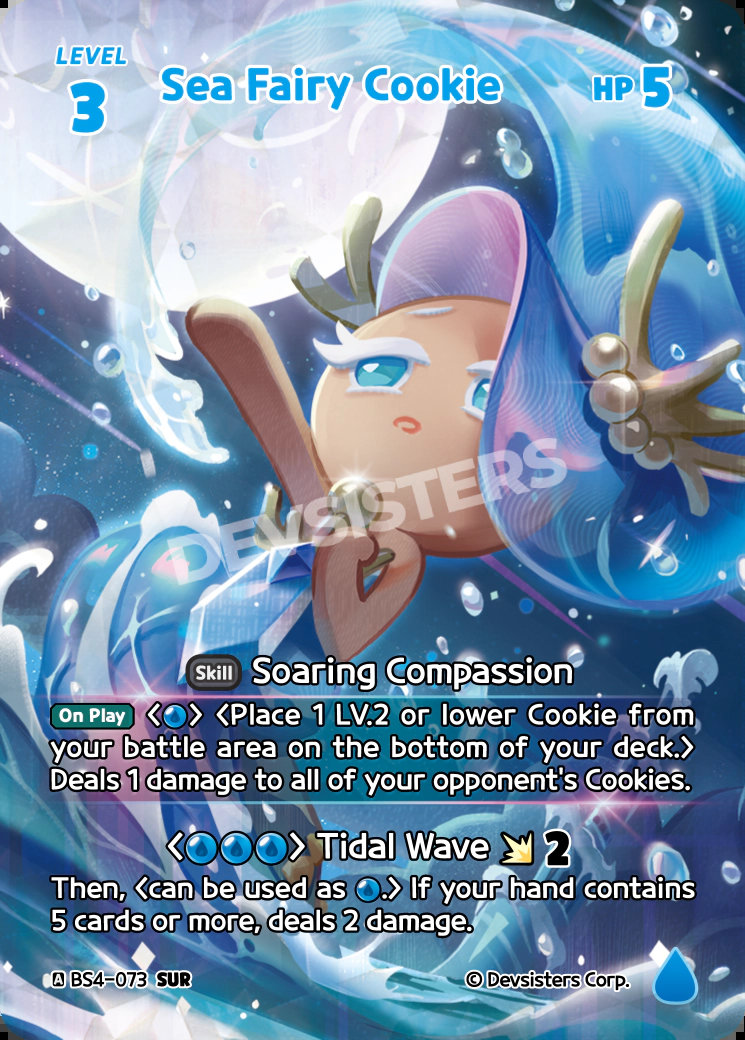 LEVEL
3
Sea Fairy Cookie
HP 5
DEVSISTERS
Skill Soaring Compassion
On Play < > <Place 1 LV.2 or lower Cookie from
your battle area on the bottom of your deck.>
Deals 1 damage to all of your opponent's Cookies.
< > Tidal Wave 2
Then, <can be used as .> If your hand contains
5 cards or more, deals 2 damage.
A BS4-073 SUR
© Devsisters Corp.